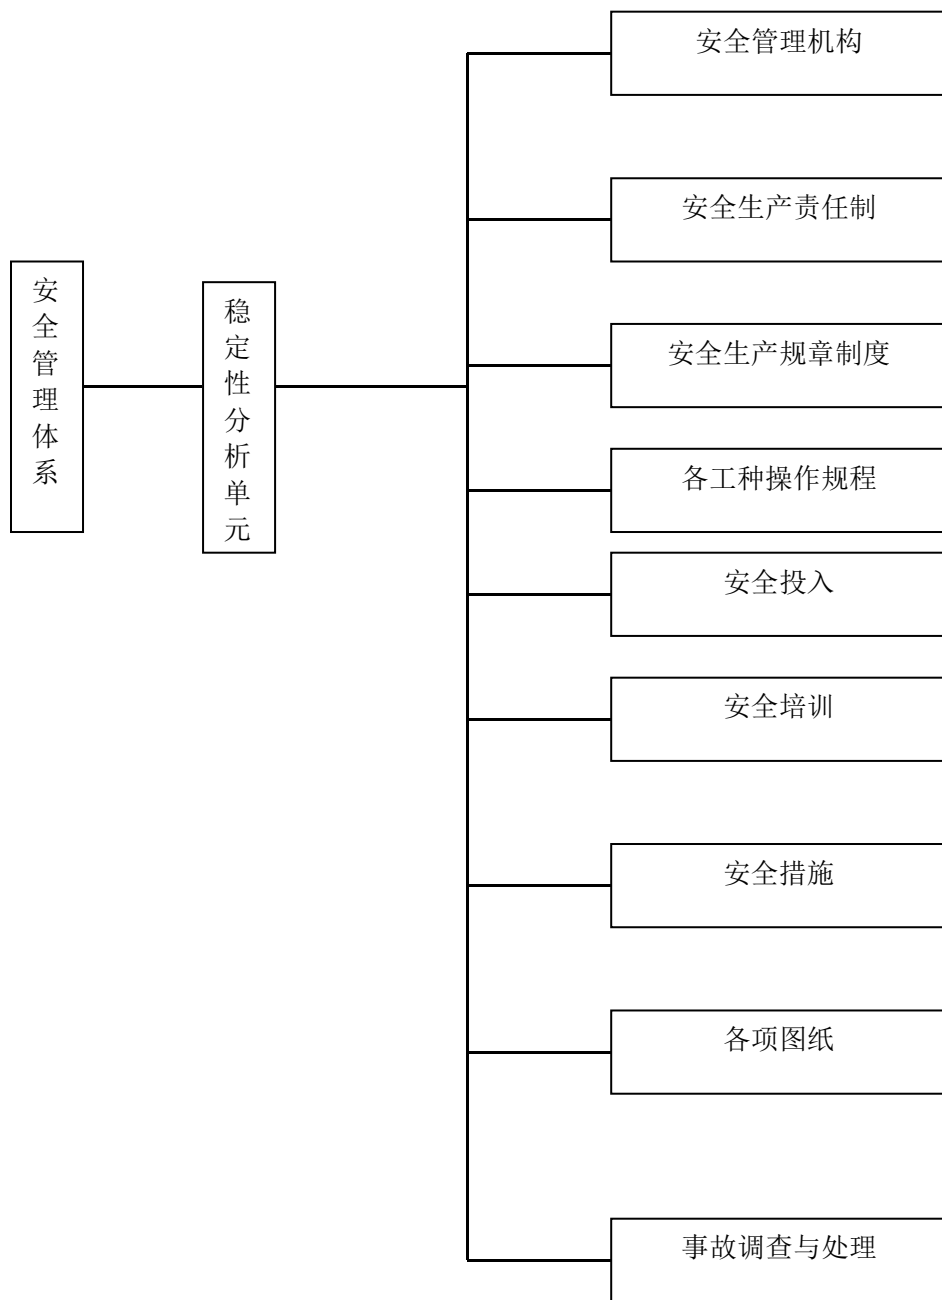 安全管理体系
稳定性分析单元
安全管理机构
安全生产责任制
安全生产规章制度
各工种操作规程
安全投入
安全培训
安全措施
各项图纸
事故调查与处理